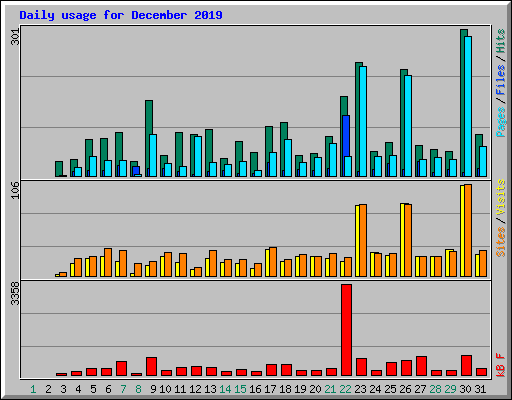 Daily usage for December 2019
301
Pages / Files / Hits
106
Sites / Visits
3358
kB F
1 2 3 4 5 6 7 8 9 10 11 12 13 14 15 16 17 18 19 20 21 22 23 24 25 26 27 28 29 30 31